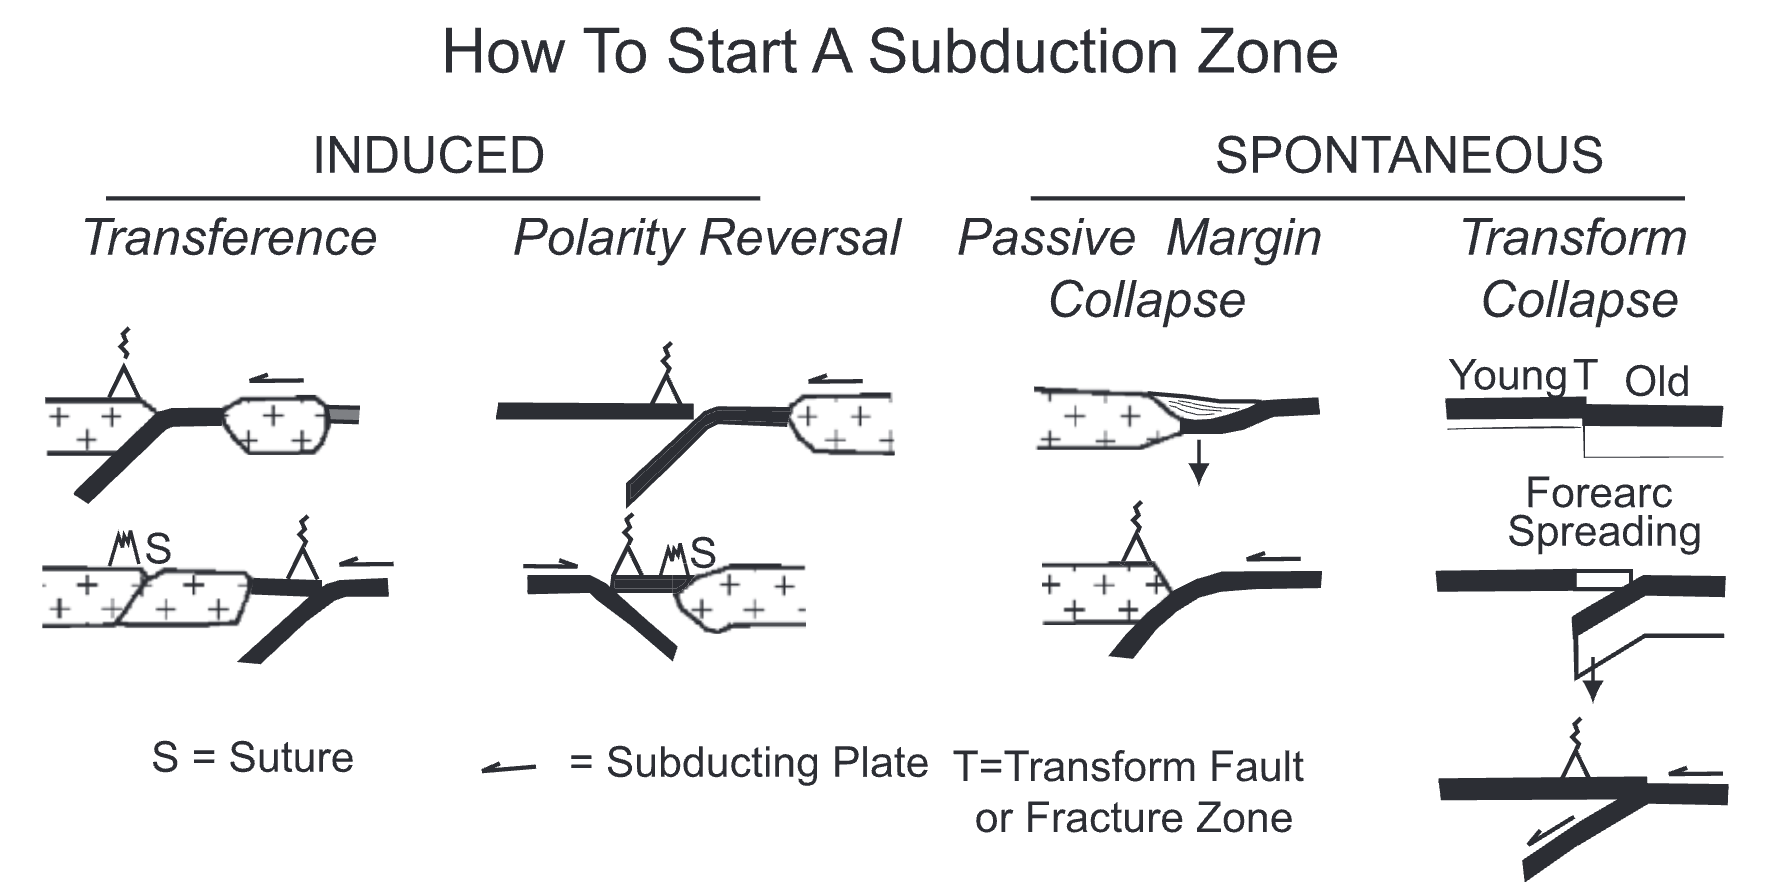 How To Start A Subduction Zone
INDUCED
SPONTANEOUS
Transference
Polarity Reversal
Passive Margin
Collapse
Transform
Collapse
Young T Old
Forearc
Spreading
S
S
S = Suture
= Subducting Plate
T=Transform Fault
or Fracture Zone